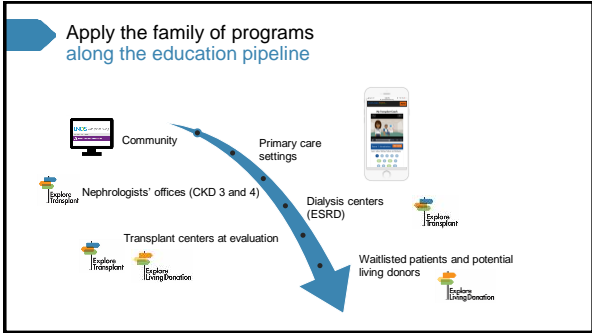 Apply the family of programs
along the education pipeline
Community
Primary care
settings
Explore
Transplant
Nephrologists' offices (CKD 3 and 4)
Dialysis centers
(ESRD)
Explore
Transplant
Transplant centers at evaluation
Explore
Transplant
Explore
LivingDonation
Waitlisted patients and potential
living donors
Explore
LivingDonation